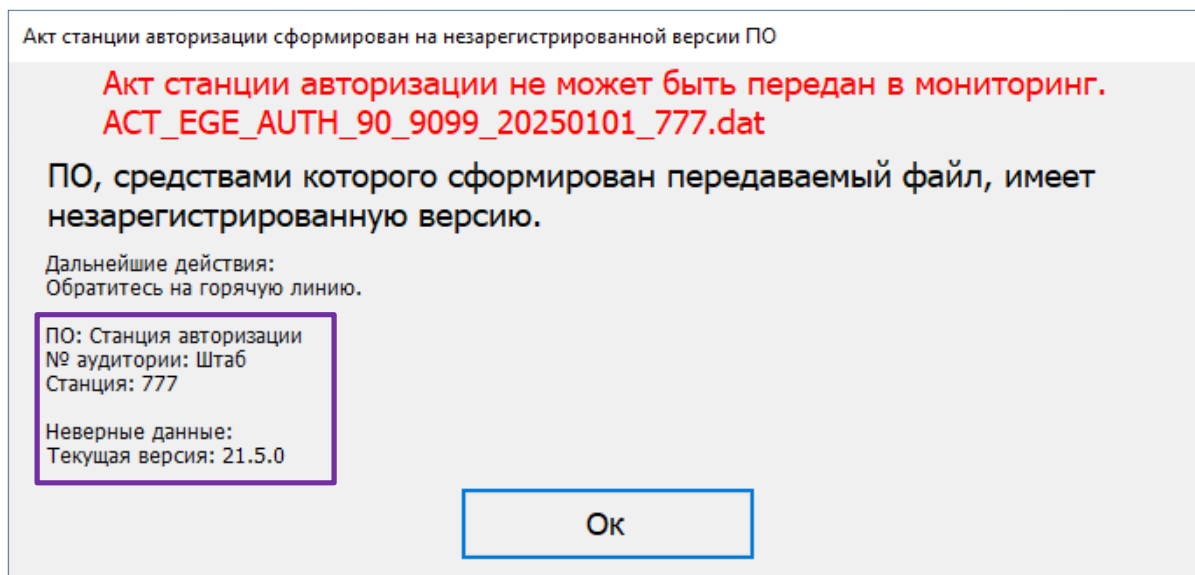 Акт станции авторизации сформирован на незарегистрированной версии ПО
Акт станции авторизации не может быть передан в мониторинг.
ACT_EGE_AUTH_90_9099_20250101_777.dat
ПО, средствами которого сформирован передаваемый файл, имеет
незарегистрированную версию.
Дальнейшие действия:
Обратитесь на горячую линию.
ПО: Станция авторизации
№ аудитории: Штаб
Станция: 777
Неверные данные:
Текущая версия: 21.5.0
Ок